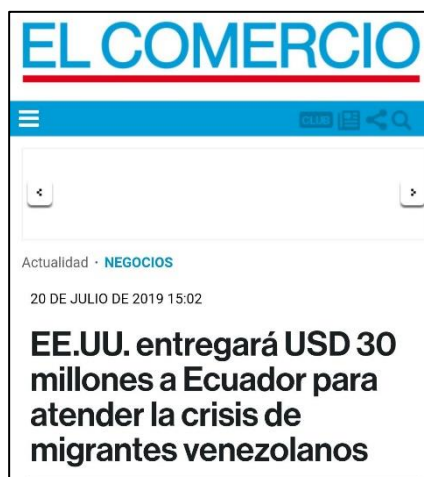 EL COMERCIO
CLUB
Actualidad · NEGOCIOS
20 DE JULIO DE 2019 15:02
EE.UU. entregará USD 30
millones a Ecuador para
atender la crisis de
migrantes venezolanos